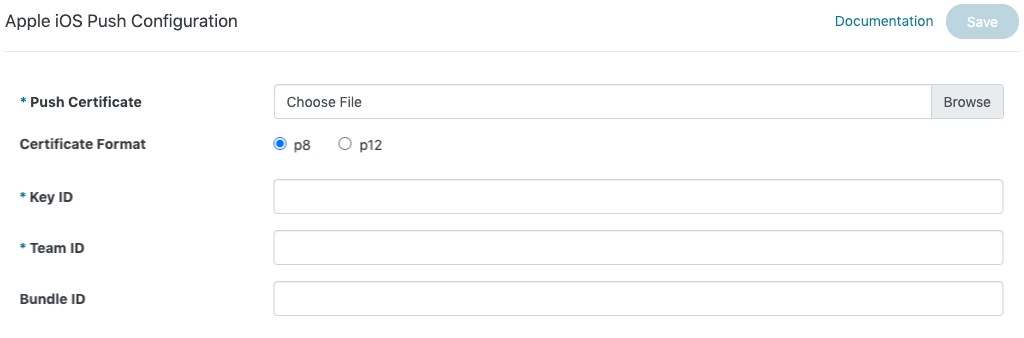 Apple iOS Push Configuration
Documentation
Save
* Push Certificate
Choose File
Browse
Certificate Format
p8
p12
* Key ID
* Team ID
Bundle ID